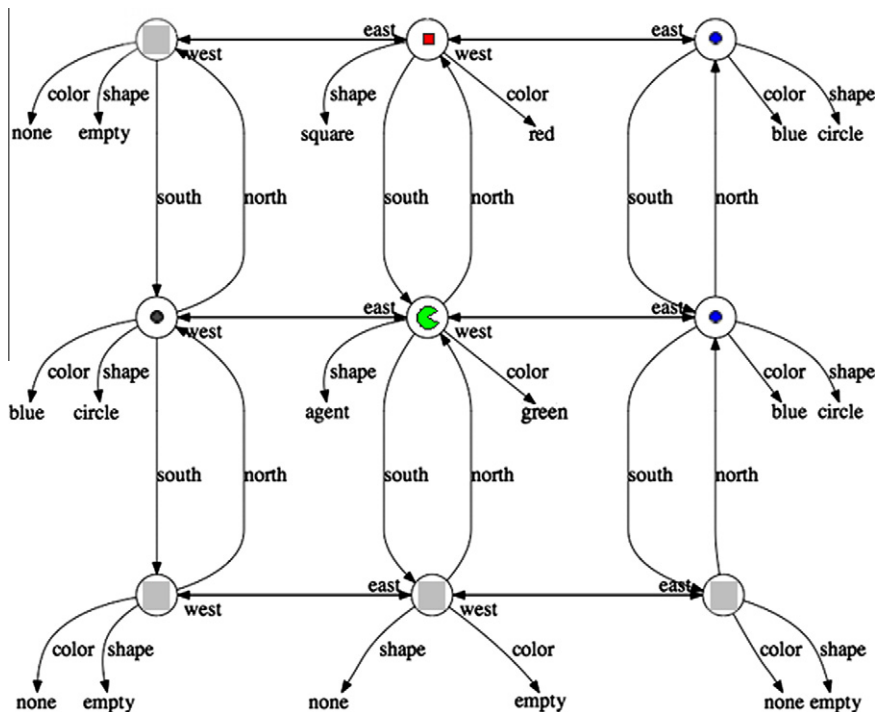 east east
west west
color shape shape color color shape
none empty square red blue circle
south north south north south north
east east
west west
color shape shape color color shape
blue circle agent green blue circle
south north south north south north
east east
west west
color shape shape color color shape
none empty none empty none empty